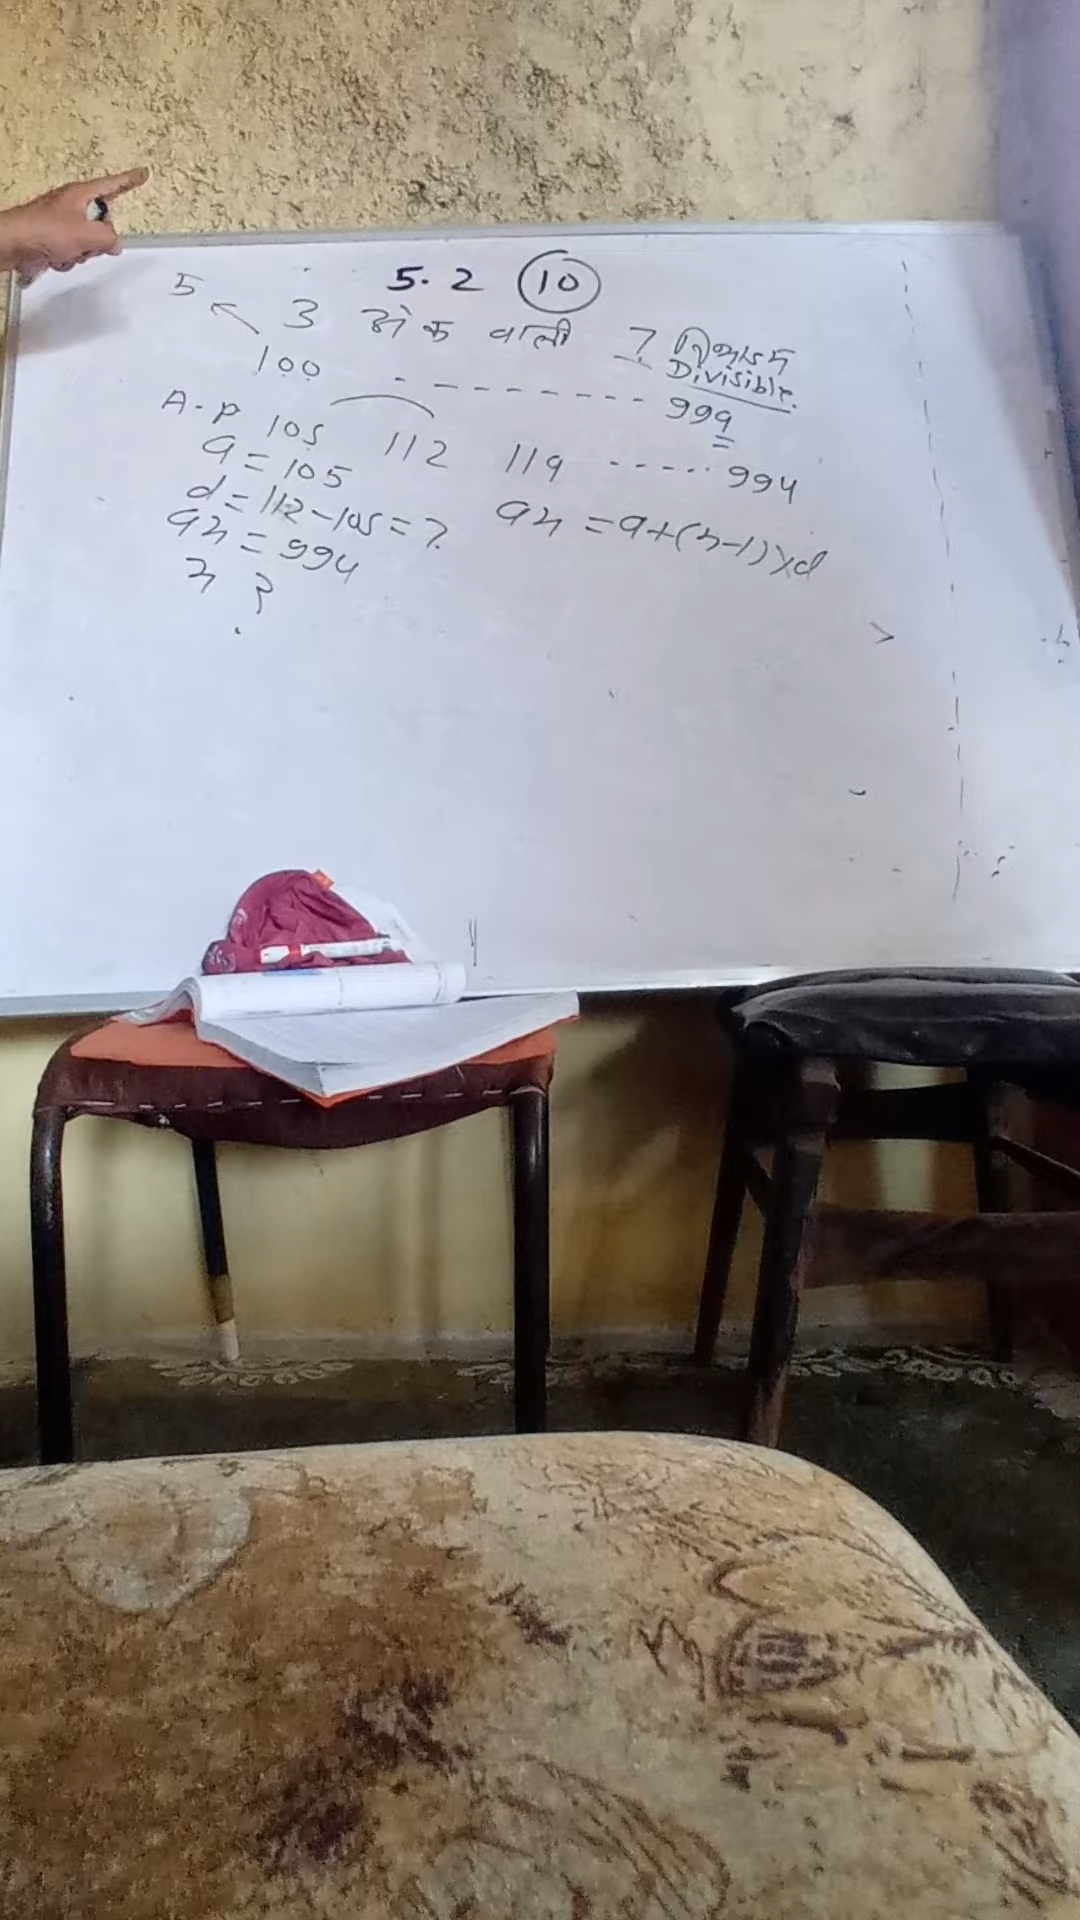 5.2 10
5 3 अंक वाली 7 विभाज्य
Divisible.
100 - - - - - - - - - 999
A-P 105 112 119 ------ 994
a = 105
d = 112-105 = 7.
an = a+(n-1)xd
an = 994
n ?